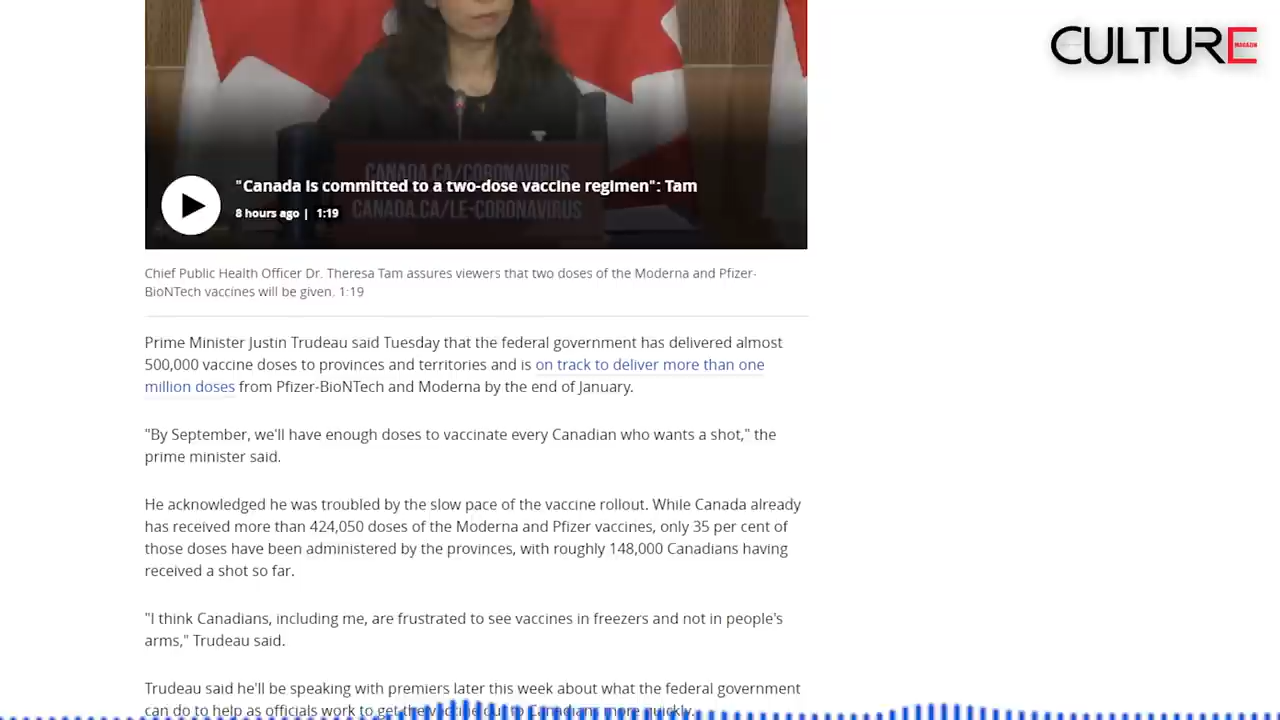 CULTURE
MAGAZIN
CANADA.CA/CORONAVIRUS
"Canada is committed to a two-dose vaccine regimen": Tam
8 hours ago | 1:19
CANADA.CA/LE-CORONAVIRUS
Chief Public Health Officer Dr. Theresa Tam assures viewers that two doses of the Moderna and Pfizer-
BioNTech vaccines will be given. 1:19
Prime Minister Justin Trudeau said Tuesday that the federal government has delivered almost
500,000 vaccine doses to provinces and territories and is on track to deliver more than one
million doses from Pfizer-BioNTech and Moderna by the end of January.
"By September, we'll have enough doses to vaccinate every Canadian who wants a shot," the
prime minister said.
He acknowledged he was troubled by the slow pace of the vaccine rollout. While Canada already
has received more than 424,050 doses of the Moderna and Pfizer vaccines, only 35 per cent of
those doses have been administered by the provinces, with roughly 148,000 Canadians having
received a shot so far.
"I think Canadians, including me, are frustrated to see vaccines in freezers and not in people's
arms," Trudeau said.
Trudeau said he'll be speaking with premiers later this week about what the federal government
can do to help as officials work to get the vaccine out to Canadians more quickly.